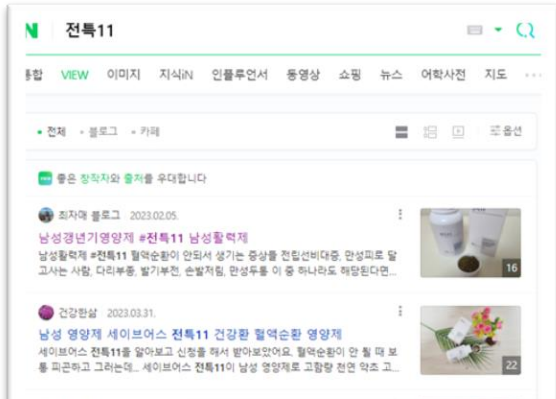 N 전특11
통합 VIEW 이미지 지식iN 인플루언서 동영상 쇼핑 뉴스 어학사전 지도
전체 블로그 카페 옵션
좋은 창작자와 출처를 우대합니다
최자매 블로그 2023.02.05.
남성갱년기영양제 #전특11 남성활력제
남성활력제 #전특11 혈액순환이 안되서 생기는 증상들 전립선비대증, 만성피로 달
고사는 사람, 다리부종, 발기부전, 손발저림, 만성두통 이 중 하나라도 해당된다면...
16
건강한삶 2023.03.31.
남성 영양제 세이브어스 전특11 건강환 혈액순환 영양제
세이브어스 전특11을 알아보고 신청을 해서 받아보았어요. 혈액순환이 안 될 때 보
통 피곤하고 그러는데... 세이브어스 전특11이 남성 영양제로 고함량 천연 약초 고...
22